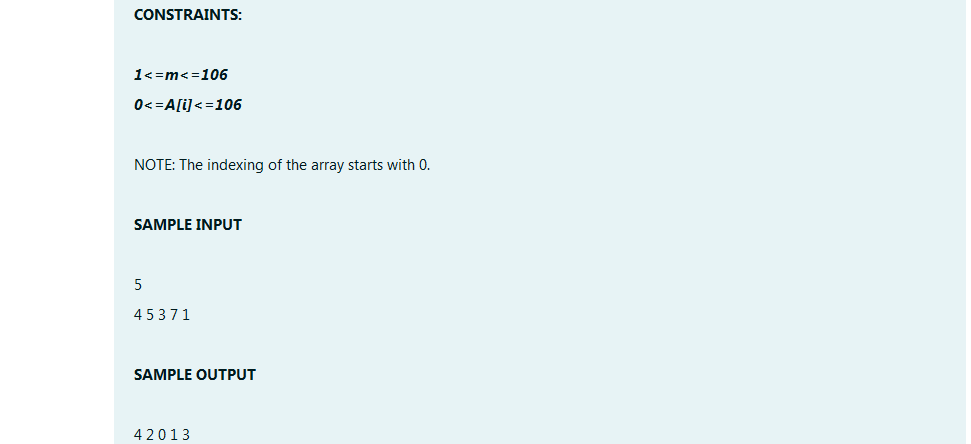 CONSTRAINTS:
1<=m<=106
0<=A[i]<=106
NOTE: The indexing of the array starts with 0.
SAMPLE INPUT
5
4 5 3 7 1
SAMPLE OUTPUT
4 2 0 1 3